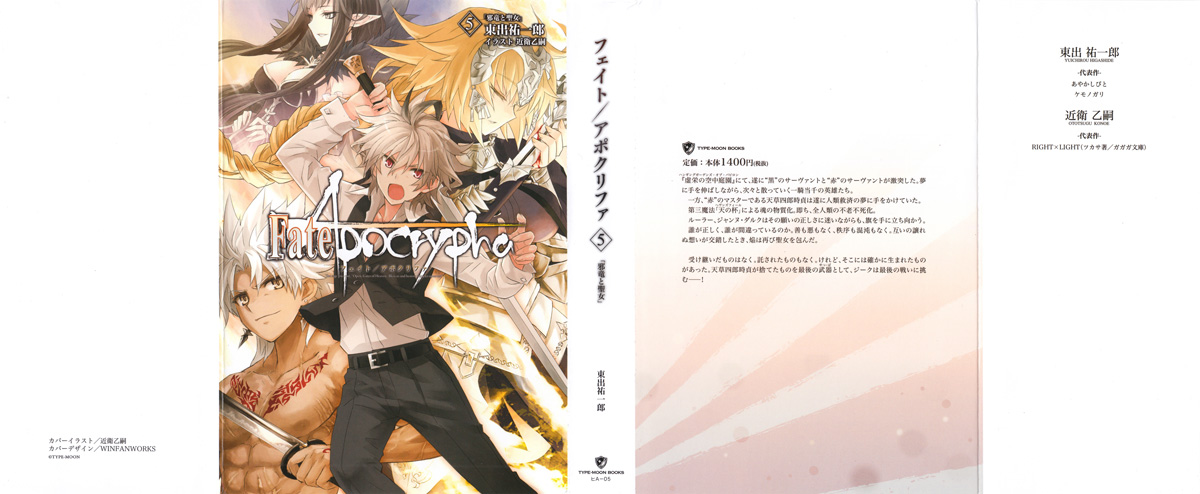 カバーイラスト／近衛乙嗣
カバーデザイン／WINFANWORKS
©TYPE-MOON
5
邪竜と聖女
東出祐一郎
イラスト 近衛乙嗣
Fate/Apocrypha
フェイト／アポクリファ
フェイト／アポクリファ
5
『邪竜と聖女』
東出祐一郎
TYPE-MOON BOOKS
ヒA-05
TYPE-MOON BOOKS
定価：本体1400円(税抜)
『虚栄の空中庭園』にて、遂に“黒”のサーヴァントと“赤”のサーヴァントが激突した。夢
に手を伸ばしながら、次々と散っていく一騎当千の英雄たち。
一方、“赤”のマスターである天草四郎時貞は遂に人類救済の夢に手をかけていた。
第三魔法「天の杯」による魂の物質化。即ち、全人類の不老不死化。
ルーラー、ジャンヌ・ダルクはその願いの正しさに迷いながらも、旗を手に立ち向かう。
誰が正しく、誰が間違っているのか。善も悪もなく、秩序も混沌もなく。互いの譲れ
ぬ想いが交錯したとき、焔は再び聖女を包んだ。
受け継いだものはなく、託されたものもなく。けれど、そこには確かに生まれたもの
があった。天草四郎時貞が捨てたものを最後の武器として、ジークは最後の戦いに挑
む――！
東出 祐一郎
YUICHIROU HIGASHIDE
-代表作-
あやかしびと
ケモノガリ
近衛 乙嗣
OTOTSUGU KONOE
-代表作-
RIGHT×LIGHT（ツカサ著／ガガガ文庫）